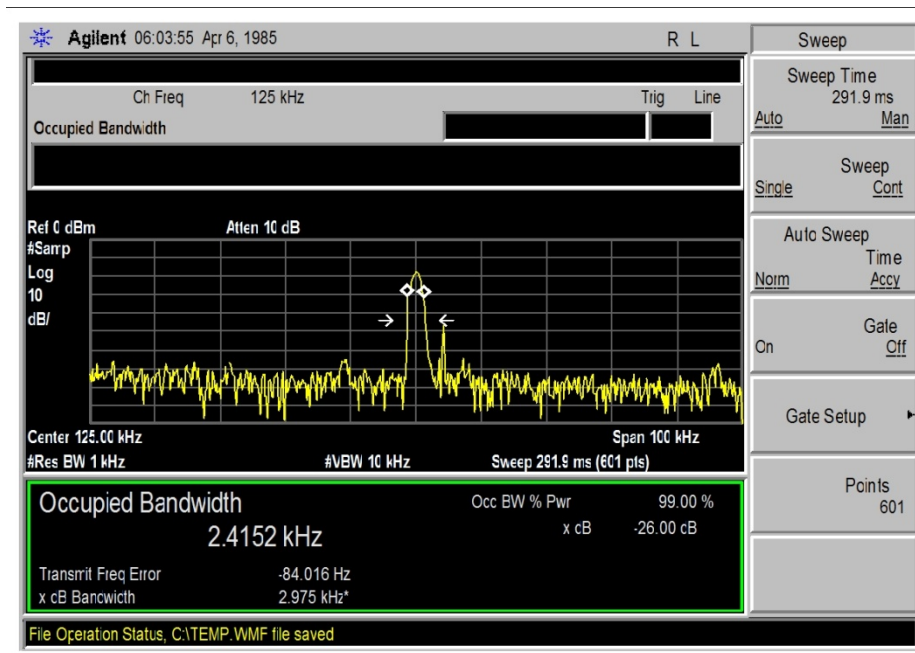 Agilent 06:03:55 Apr 6, 1985 R L
Ch Freq 125 kHz Trig Line
Occupied Bandwidth
Ref 0 dBm Atten 10 dB
#Samp
Log
10
dB/
Center 125.00 kHz Span 100 kHz
#Res BW 1 kHz #VBW 10 kHz Sweep 291.9 ms (601 pts)
Occupied Bandwidth
2.4152 kHz
Occ BW % Pwr 99.00 %
x dB -26.00 dB
Transmit Freq Error -84.016 Hz
x dB Bandwidth 2.975 kHz*
File Operation Status, C:\TEMP.WMF file saved
Sweep
Sweep Time
291.9 ms
Auto Man
Sweep
Single Cont
Auto Sweep
Time
Norm Accy
Gate
On Off
Gate Setup
Points
601